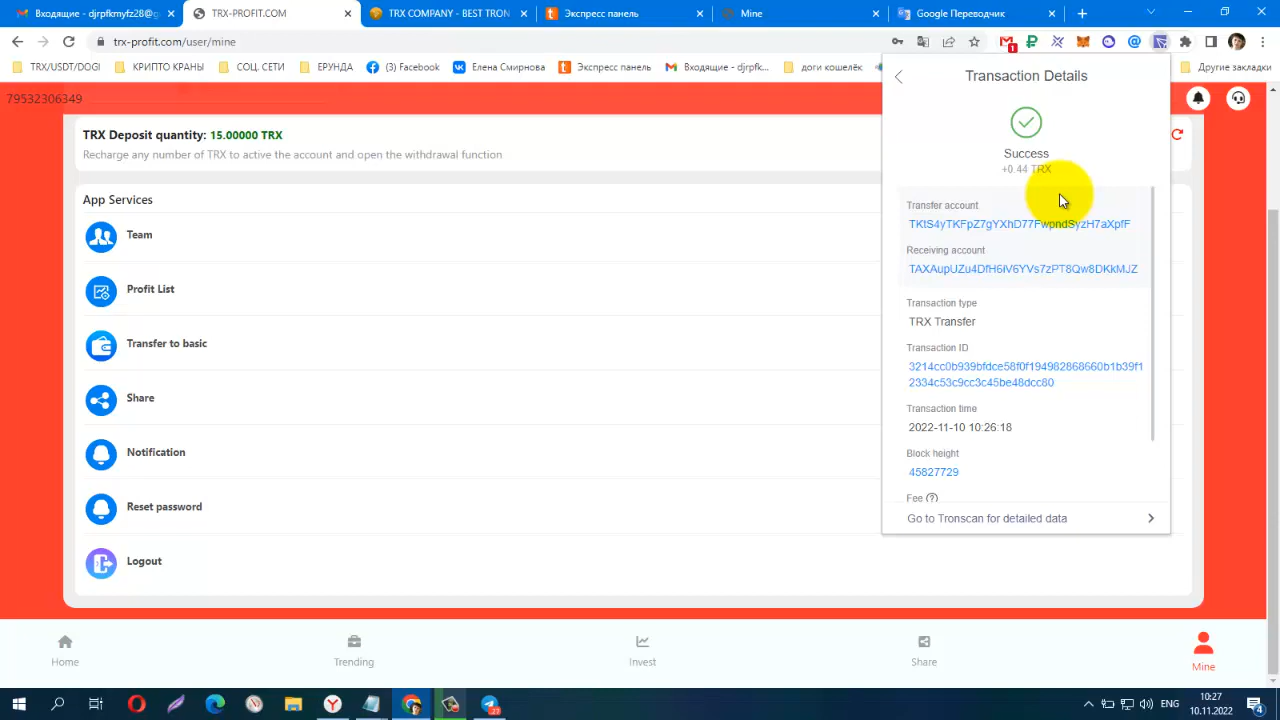 Входящие - djrpfkmyfz28@g
TRX-PROFIT.COM
TRX COMPANY - BEST TRON
Экспресс панель
Mine
Google Переводчик
trx-profit.com/user/mine
TRX/USDT/DOGI
КРИПТО КРАНЫ
СОЦ. СЕТИ
ЕРУНДА
(3) Facebook
Елена Смирнова
Экспресс панель
Входящие - djrpfk...
доги кошелёк
Другие закладки
79532306349
TRX Deposit quantity: 15.00000 TRX
Recharge any number of TRX to active the account and open the withdrawal function
App Services
Team
Profit List
Transfer to basic
Share
Notification
Reset password
Logout
Transaction Details
Success
+0.44 TRX
Transfer account
TKtS4yTKFpZ7gYXhD77FwpndSyzH7aXpfF
Receiving account
TAXAupUZu4DfH6iV6YVs7zPT8Qw8DKkMJZ
Transaction type
TRX Transfer
Transaction ID
3214cc0b939bfdce58f0f194982868660b1b39f1
2334c53c9cc3c45be48dcc80
Transaction time
2022-11-10 10:26:18
Block height
45827729
Fee
Go to Tronscan for detailed data
Home
Trending
Invest
Share
Mine
ENG
10:27
10.11.2022